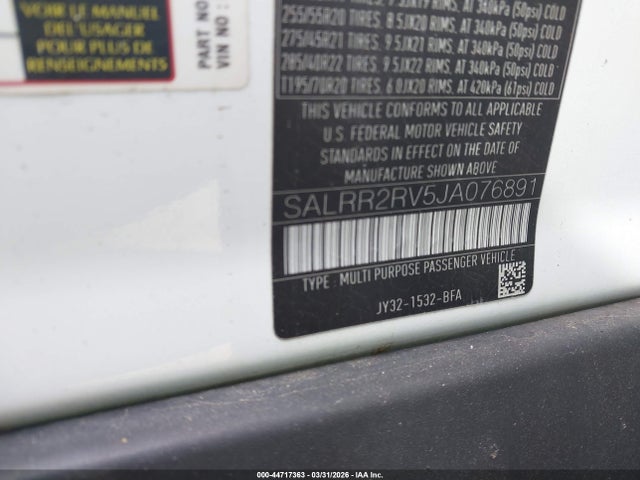 VOIR LE MANUEL
DEL'USAGER
POUR PLUS DE
RENSEIGNEMENTS
PART NO
VIN NO :
255/55R20 TIRES. 8 5JX20 RIMS. AT 340kPa (50psi) COLD
275/45R21 TIRES. 9 5JX21 RIMS. AT 340kPa (50psi) COLD
285/40R22 TIRES. 9 5JX22 RIMS. AT 340kPa (50psi) COLD
T195/70R20 TIRES. 6 0JX20 RIMS. AT 420kPa (61psi) COLD
THIS VEHICLE CONFORMS TO ALL APPLICABLE
U.S. FEDERAL MOTOR VEHICLE SAFETY
STANDARDS IN EFFECT ON THE DATE OF
MANUFACTURE SHOWN ABOVE.
SALRR2RV5JA076891
TYPE : MULTI PURPOSE PASSENGER VEHICLE
JY32-1532-BFA
000-44717363 - 03/31/2026 - IAA Inc.